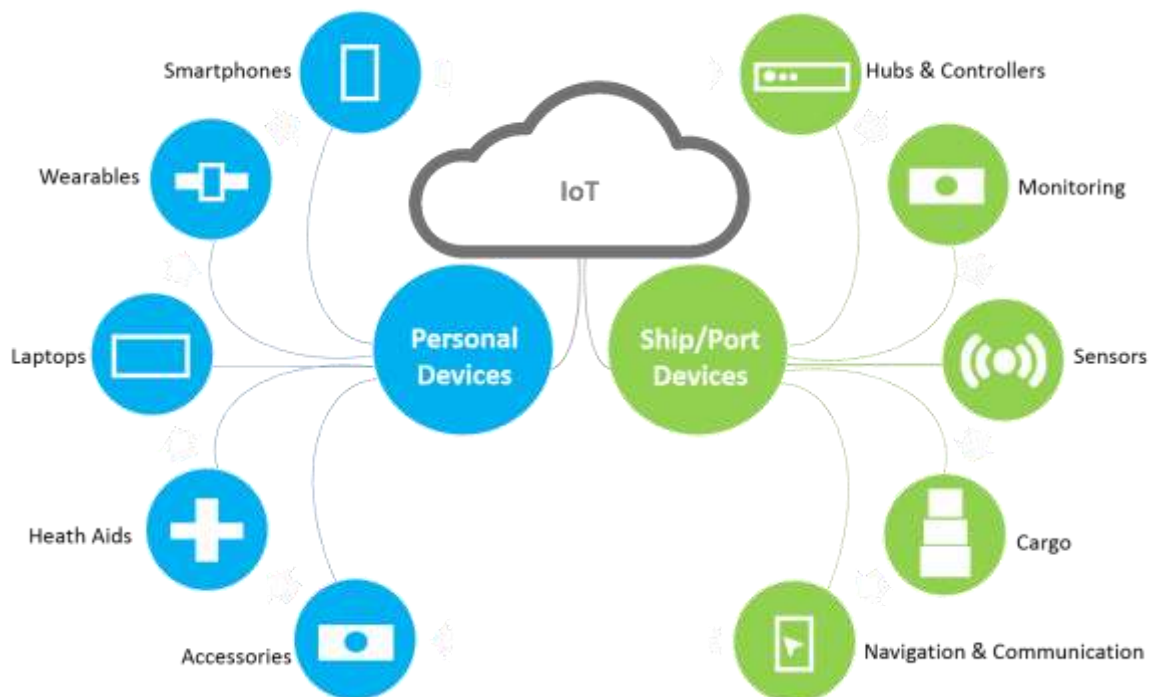 Smartphones
Hubs & Controllers
Wearables
IoT
Monitoring
Personal
Devices
Ship/Port
Devices
Laptops
Sensors
Heath Aids
Cargo
Accessories
Navigation & Communication